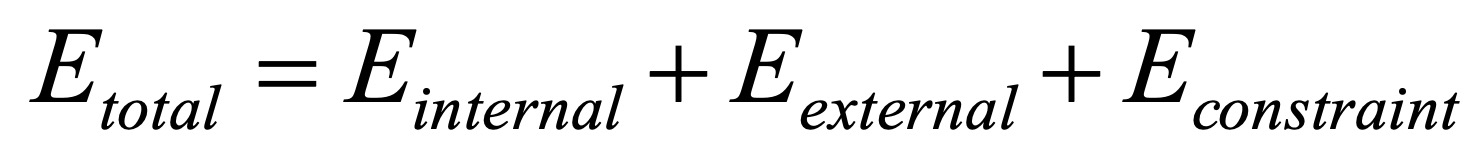 E_total = E_internal + E_external + E_constraint